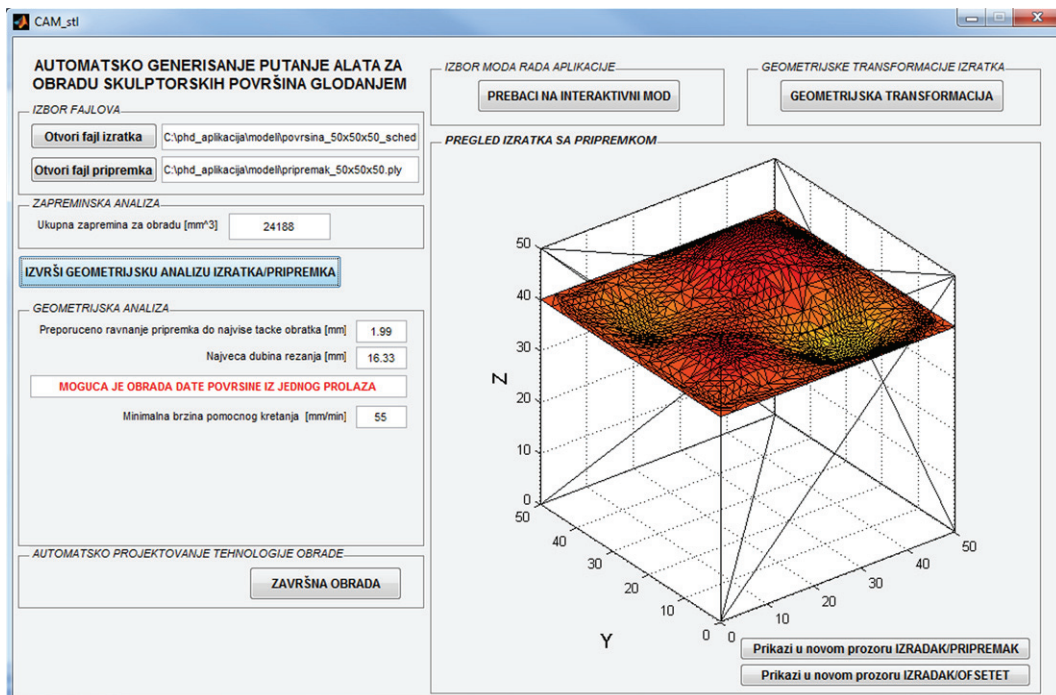 CAM_stl
AUTOMATSKO GENERISANJE PUTANJE ALATA ZA
OBRADU SKULPTORSKIH POVRŠINA GLODANJEM
IZBOR FAJLOVA
Otvori fajl izratka C:\phd_aplikacija\modeli\povrsina_50x50x50_sched
Otvori fajl pripremka C:\phd_aplikacija\modeli\pripremak_50x50x50.ply
ZAPREMINSKA ANALIZA
Ukupna zapremina za obradu [mm^3] 24188
IZVRŠI GEOMETRIJSKU ANALIZU IZRATKA/PRIPREMKA
GEOMETRIJSKA ANALIZA
Preporuceno ravnanje pripremka do najvise tacke obratka [mm] 1.99
Najveca dubina rezanja [mm] 16.33
MOGUCA JE OBRADA DATE POVRSINE IZ JEDNOG PROLAZA
Minimalna brzina pomocnog kretanja [mm/min] 55
AUTOMATSKO PROJEKTOVANJE TEHNOLOGIJE OBRADE
ZAVRŠNA OBRADA
IZBOR MODA RADA APLIKACIJE
PREBACI NA INTERAKTIVNI MOD
GEOMETRIJSKE TRANSFORMACIJE IZRATKA
GEOMETRIJSKA TRANSFORMACIJA
PREGLED IZRATKA SA PRIPREMKOM
50
40
30
Z
20
10
0
50
40
30
20
10
0
Y
0
10
20
30
40
50
Prikazi u novom prozoru IZRADAK/PRIPREMAK
Prikazi u novom prozoru IZRADAK/OFSETET